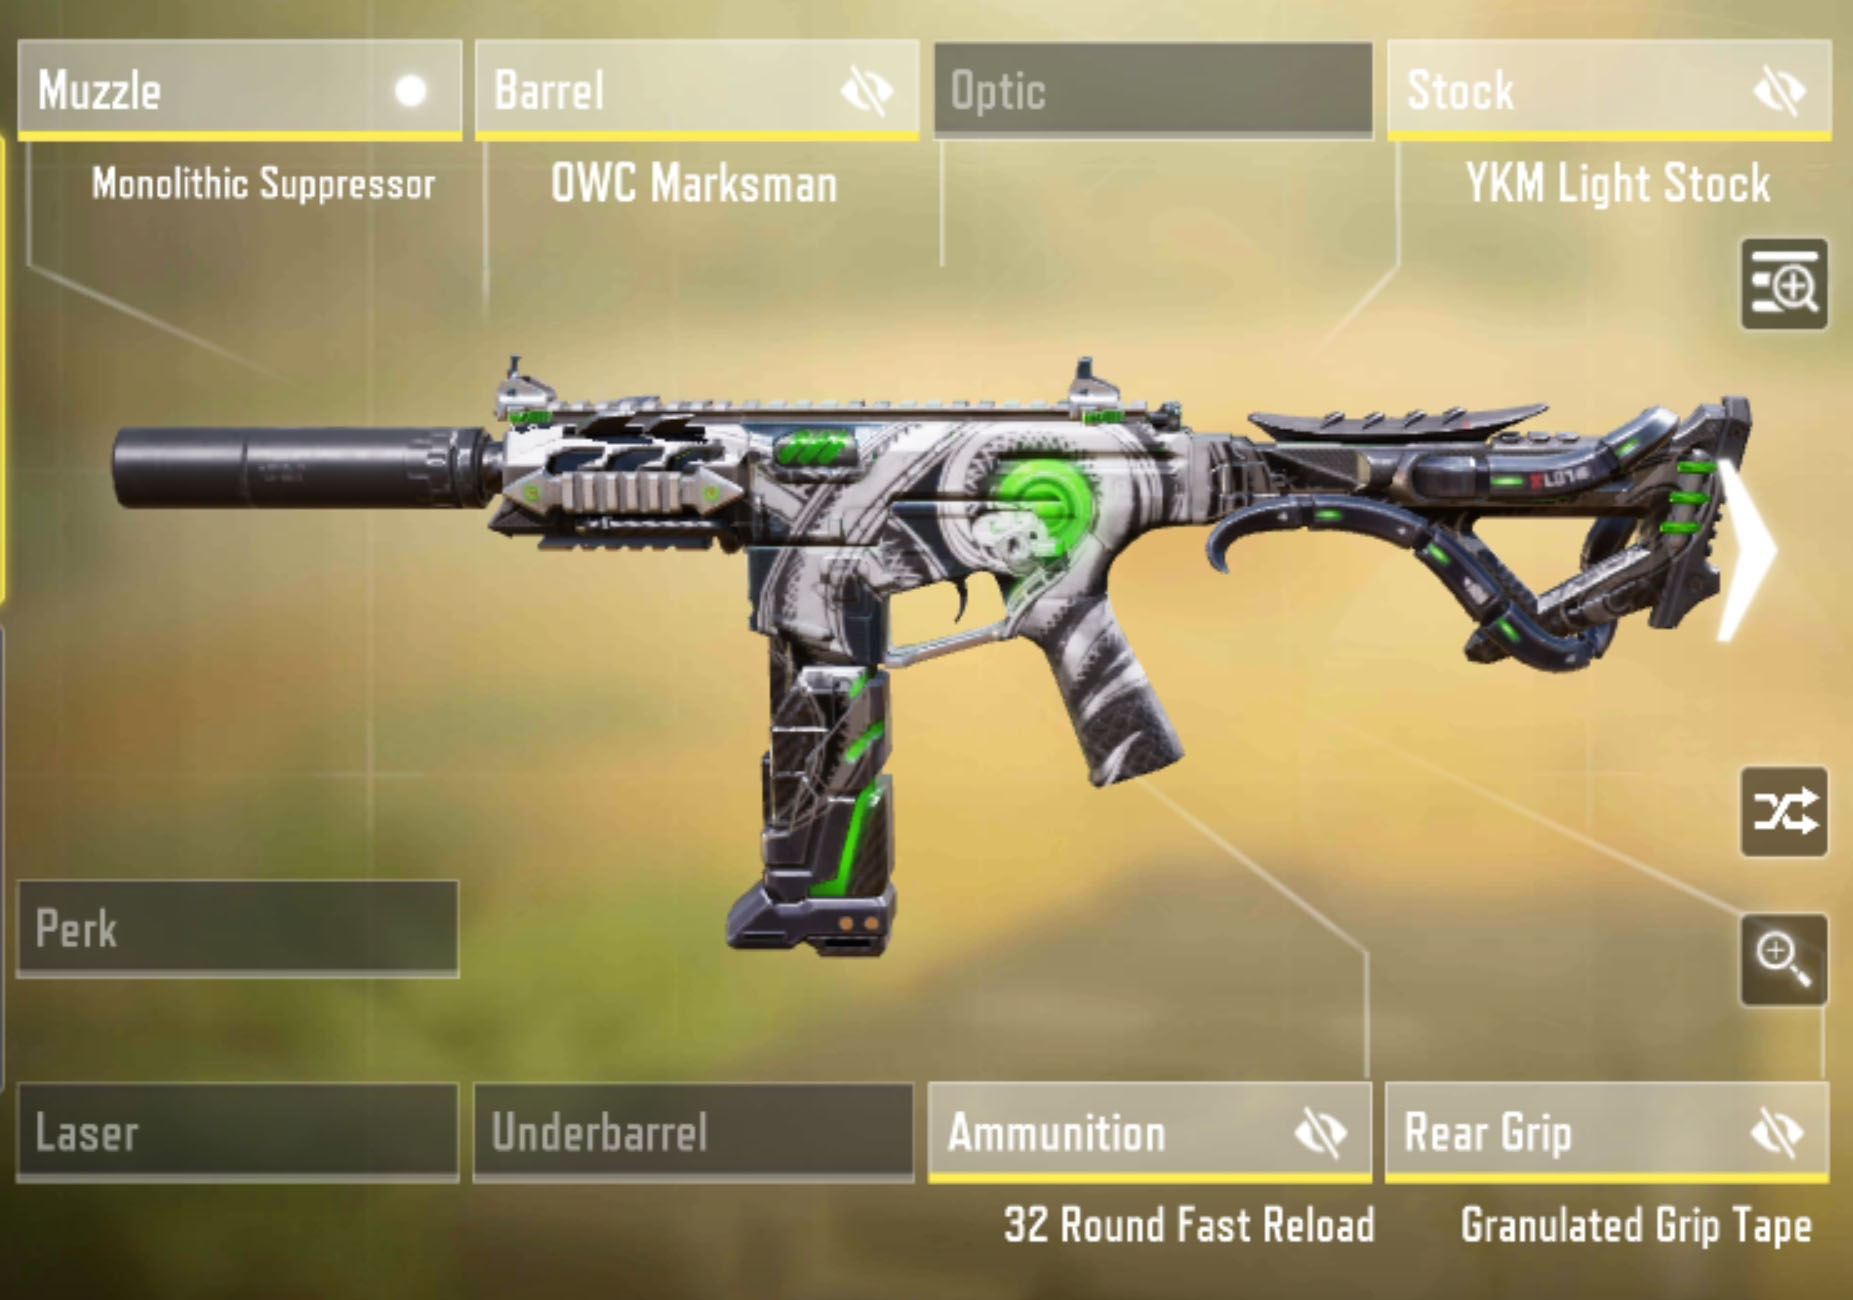 Muzzle
Barrel
Optic
Stock
Monolithic Suppressor
OWC Marksman
YKM Light Stock
Perk
Laser
Underbarrel
Ammunition
Rear Grip
32 Round Fast Reload
Granulated Grip Tape